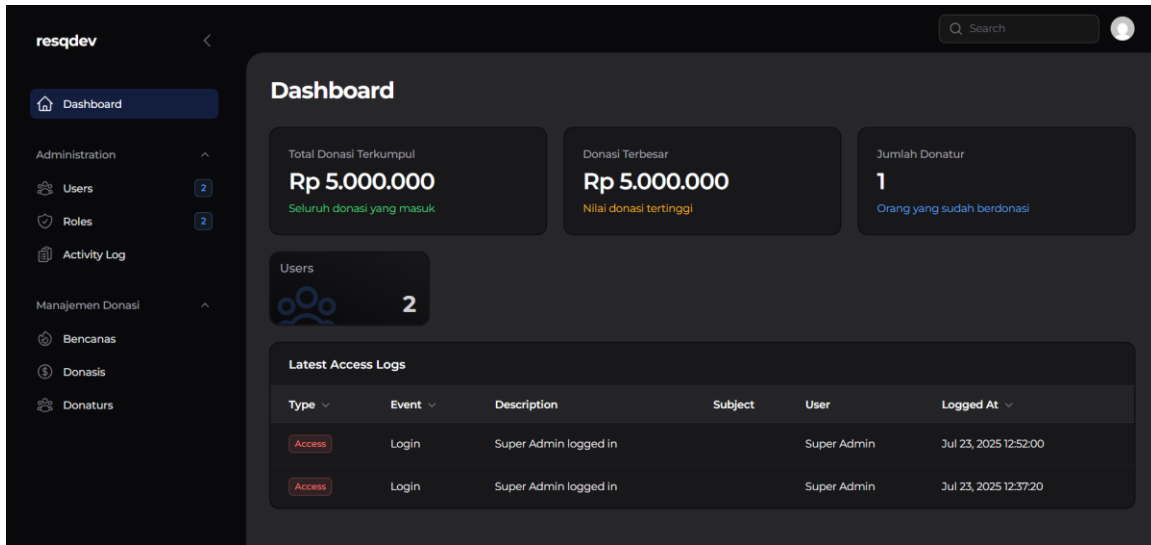 resqdev
Search
Dashboard
Administration
Users 2
Roles 2
Activity Log
Manajemen Donasi
Bencanas
Donasis
Donaturs
Dashboard
Total Donasi Terkumpul
Rp 5.000.000
Seluruh donasi yang masuk
Donasi Terbesar
Rp 5.000.000
Nilai donasi tertinggi
Jumlah Donatur
1
Orang yang sudah berdonasi
Users
2
Latest Access Logs
Type Event Description Subject User Logged At
Access Login Super Admin logged in Super Admin Jul 23, 2025 12:52:00
Access Login Super Admin logged in Super Admin Jul 23, 2025 12:37:20